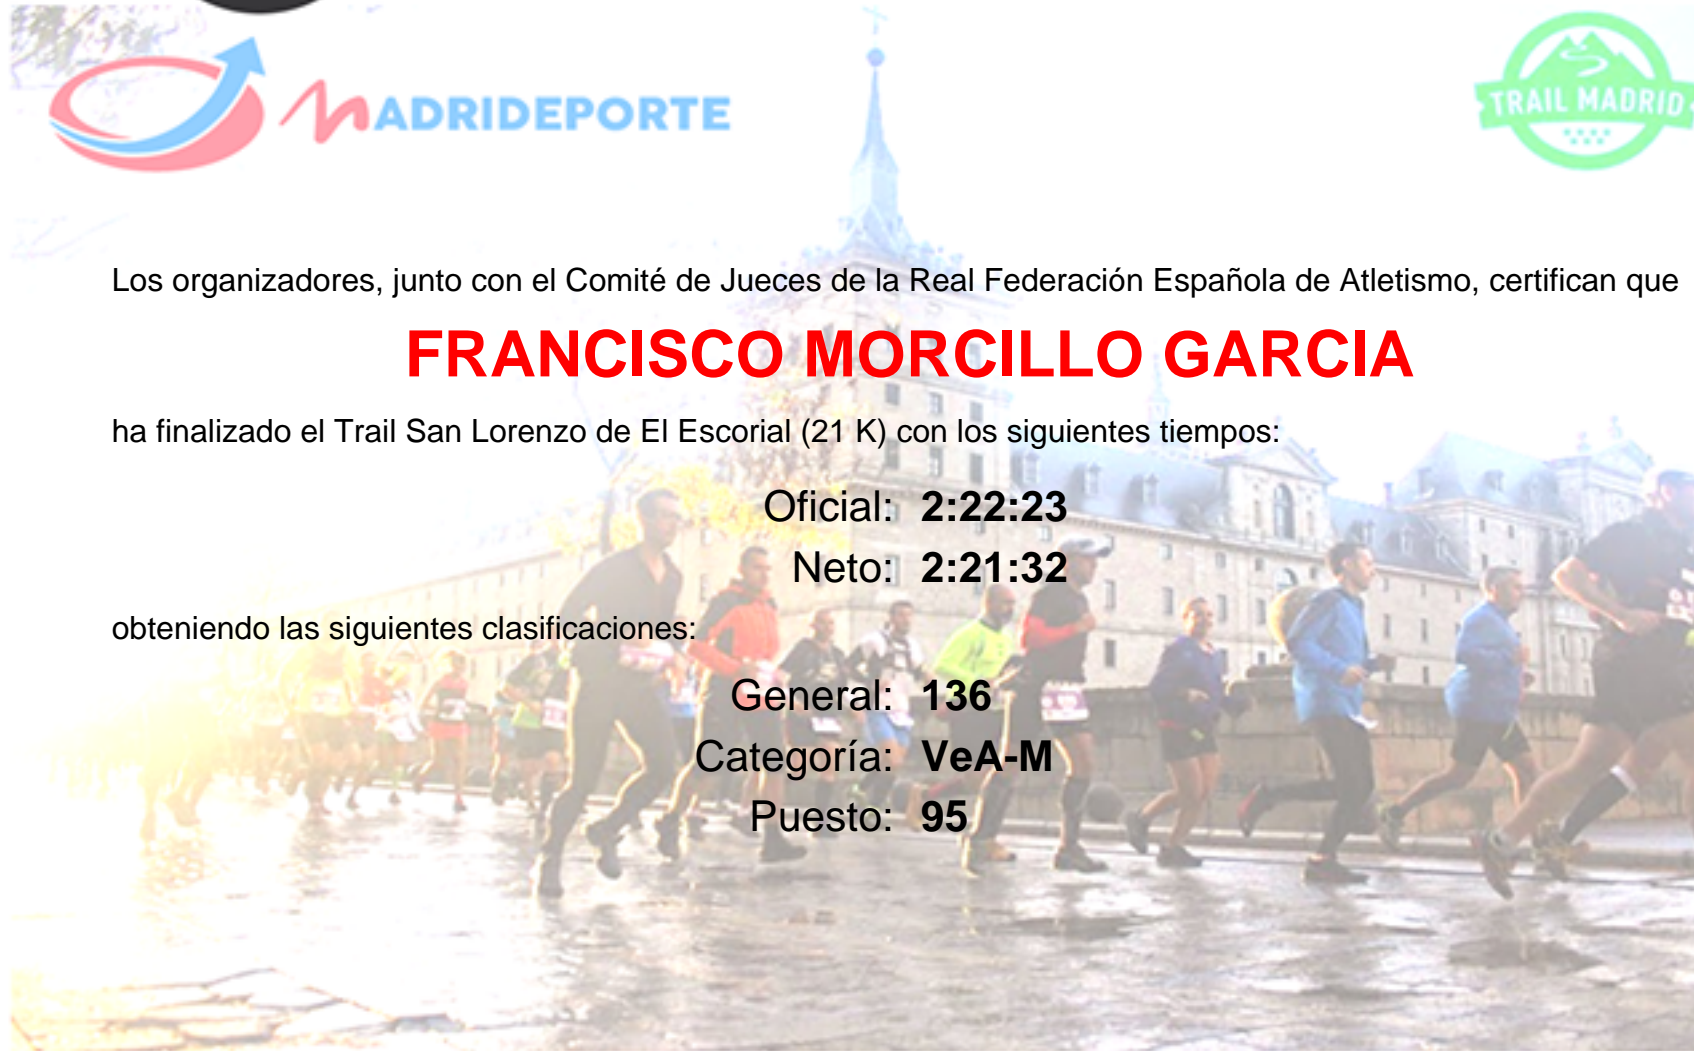 MADRIDEPORTE
TRAIL MADRID
Los organizadores, junto con el Comité de Jueces de la Real Federación Española de Atletismo, certifican que
FRANCISCO MORCILLO GARCIA
ha finalizado el Trail San Lorenzo de El Escorial (21 K) con los siguientes tiempos:
Oficial: 2:22:23
Neto: 2:21:32
obteniendo las siguientes clasificaciones:
General: 136
Categoría: VeA-M
Puesto: 95